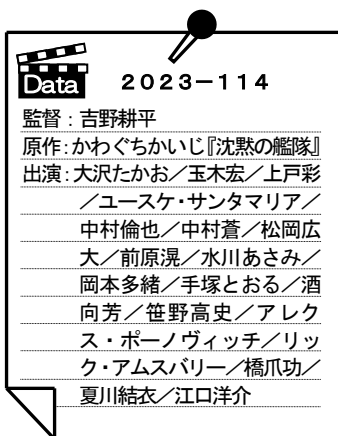 Data
2023－114
監督：吉野耕平
原作：かわぐちかいじ『沈黙の艦隊』
出演：大沢たかお／玉木宏／上戸彩
／ユースケ・サンタマリア／
中村倫也／中村蒼／松岡広
大／前原滉／水川あさみ／
岡本多緒／手塚とおる／酒
向芳／笹野高史／アレク
ス・ポーノヴィッチ／リッ
ク・アムスバリー／橋爪功／
夏川結衣／江口洋介